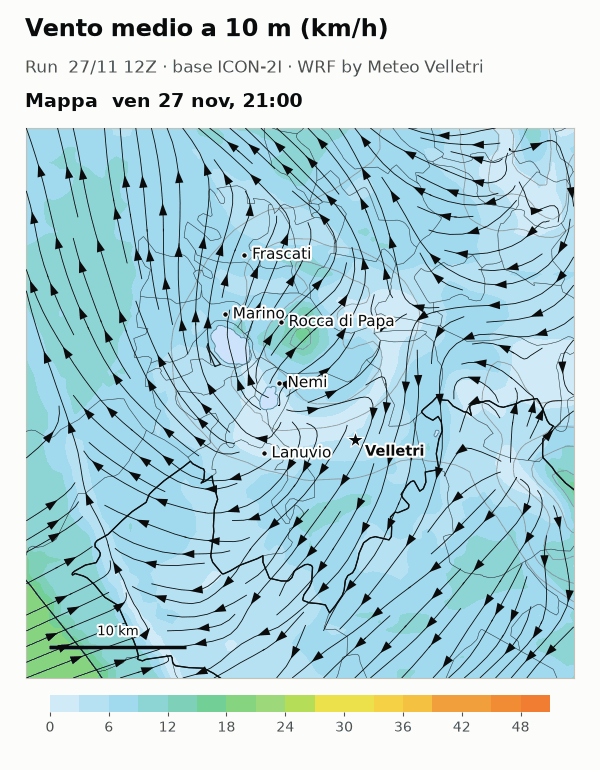 Vento medio a 10 m (km/h)
Run  27/11 12Z · base ICON-2I · WRF by Meteo Velletri
Mappa  ven 27 nov, 21:00
Frascati
Marino
Rocca di Papa
Nemi
Lanuvio
Velletri
10 km
0 6 12 18 24 30 36 42 48